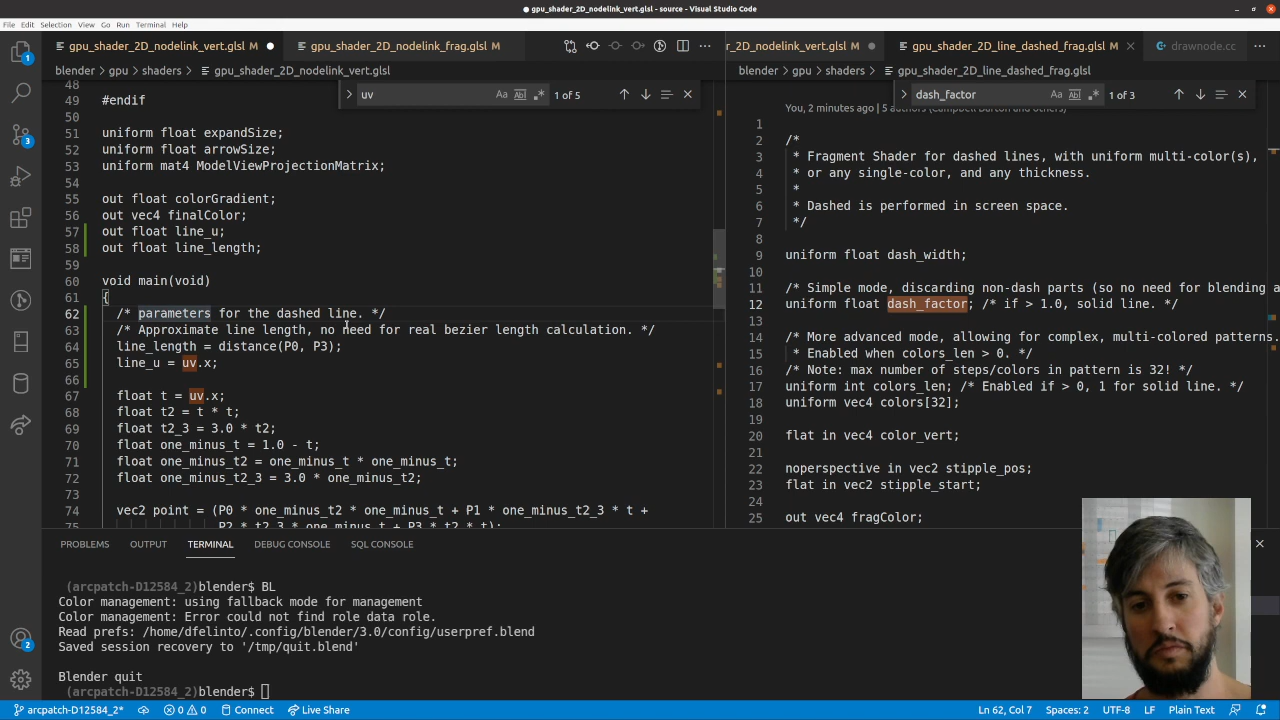 gpu_shader_2D_nodelink_vert.glsl - source - Visual Studio Code
File Edit Selection View Go Run Terminal Help
gpu_shader_2D_nodelink_vert.glsl M
gpu_shader_2D_nodelink_frag.glsl M
r_2D_nodelink_vert.glsl M
gpu_shader_2D_line_dashed_frag.glsl M
drawnode.cc
blender > gpu > shaders > gpu_shader_2D_nodelink_vert.glsl
blender > gpu > shaders > gpu_shader_2D_line_dashed_frag.glsl
uv
Aa Ab
1 of 5
dash_factor
Aa Ab
1 of 3
48
49 #endif
50
51 uniform float expandSize;
52 uniform float arrowSize;
53 uniform mat4 ModelViewProjectionMatrix;
54
55 out float colorGradient;
56 out vec4 finalColor;
57 out float line_u;
58 out float line_length;
59
60 void main(void)
61 {
62 /* parameters for the dashed line. */
63 /* Approximate line length, no need for real bezier length calculation. */
64 line_length = distance(P0, P3);
65 line_u = uv.x;
66
67 float t = uv.x;
68 float t2 = t * t;
69 float t2_3 = 3.0 * t2;
70 float one_minus_t = 1.0 - t;
71 float one_minus_t2 = one_minus_t * one_minus_t;
72 float one_minus_t2_3 = 3.0 * one_minus_t2;
73
74 vec2 point = (P0 * one_minus_t2 * one_minus_t + P1 * one_minus_t2_3 * t +
75 P2 * t2_3 * one_minus_t + P3 * t2 * t);
You, 2 minutes ago | 5 authors (Campbell Barton and others)
1
2 /*
3 * Fragment Shader for dashed lines, with uniform multi-color(s),
4 * or any single-color, and any thickness.
5 *
6 * Dashed is performed in screen space.
7 */
8
9 uniform float dash_width;
10
11 /* Simple mode, discarding non-dash parts (so no need for blending a
12 uniform float dash_factor; /* if > 1.0, solid line. */
13
14 /* More advanced mode, allowing for complex, multi-colored patterns.
15 * Enabled when colors_len > 0. */
16 /* Note: max number of steps/colors in pattern is 32! */
17 uniform int colors_len; /* Enabled if > 0, 1 for solid line. */
18 uniform vec4 colors[32];
19
20 flat in vec4 color_vert;
21
22 noperspective in vec2 stipple_pos;
23 flat in vec2 stipple_start;
24
25 out vec4 fragColor;
PROBLEMS OUTPUT TERMINAL DEBUG CONSOLE SQL CONSOLE
(arcpatch-D12584_2)blender$ BL
Color management: using fallback mode for management
Color management: Error could not find role data role.
Read prefs: /home/dfelinto/.config/blender/3.0/config/userpref.blend
Saved session recovery to '/tmp/quit.blend'
Blender quit
(arcpatch-D12584_2)blender$
1
3
2
arcpatch-D12584_2* 0 0 Connect Live Share
Ln 62, Col 7 Spaces: 2 UTF-8 LF Plain Text